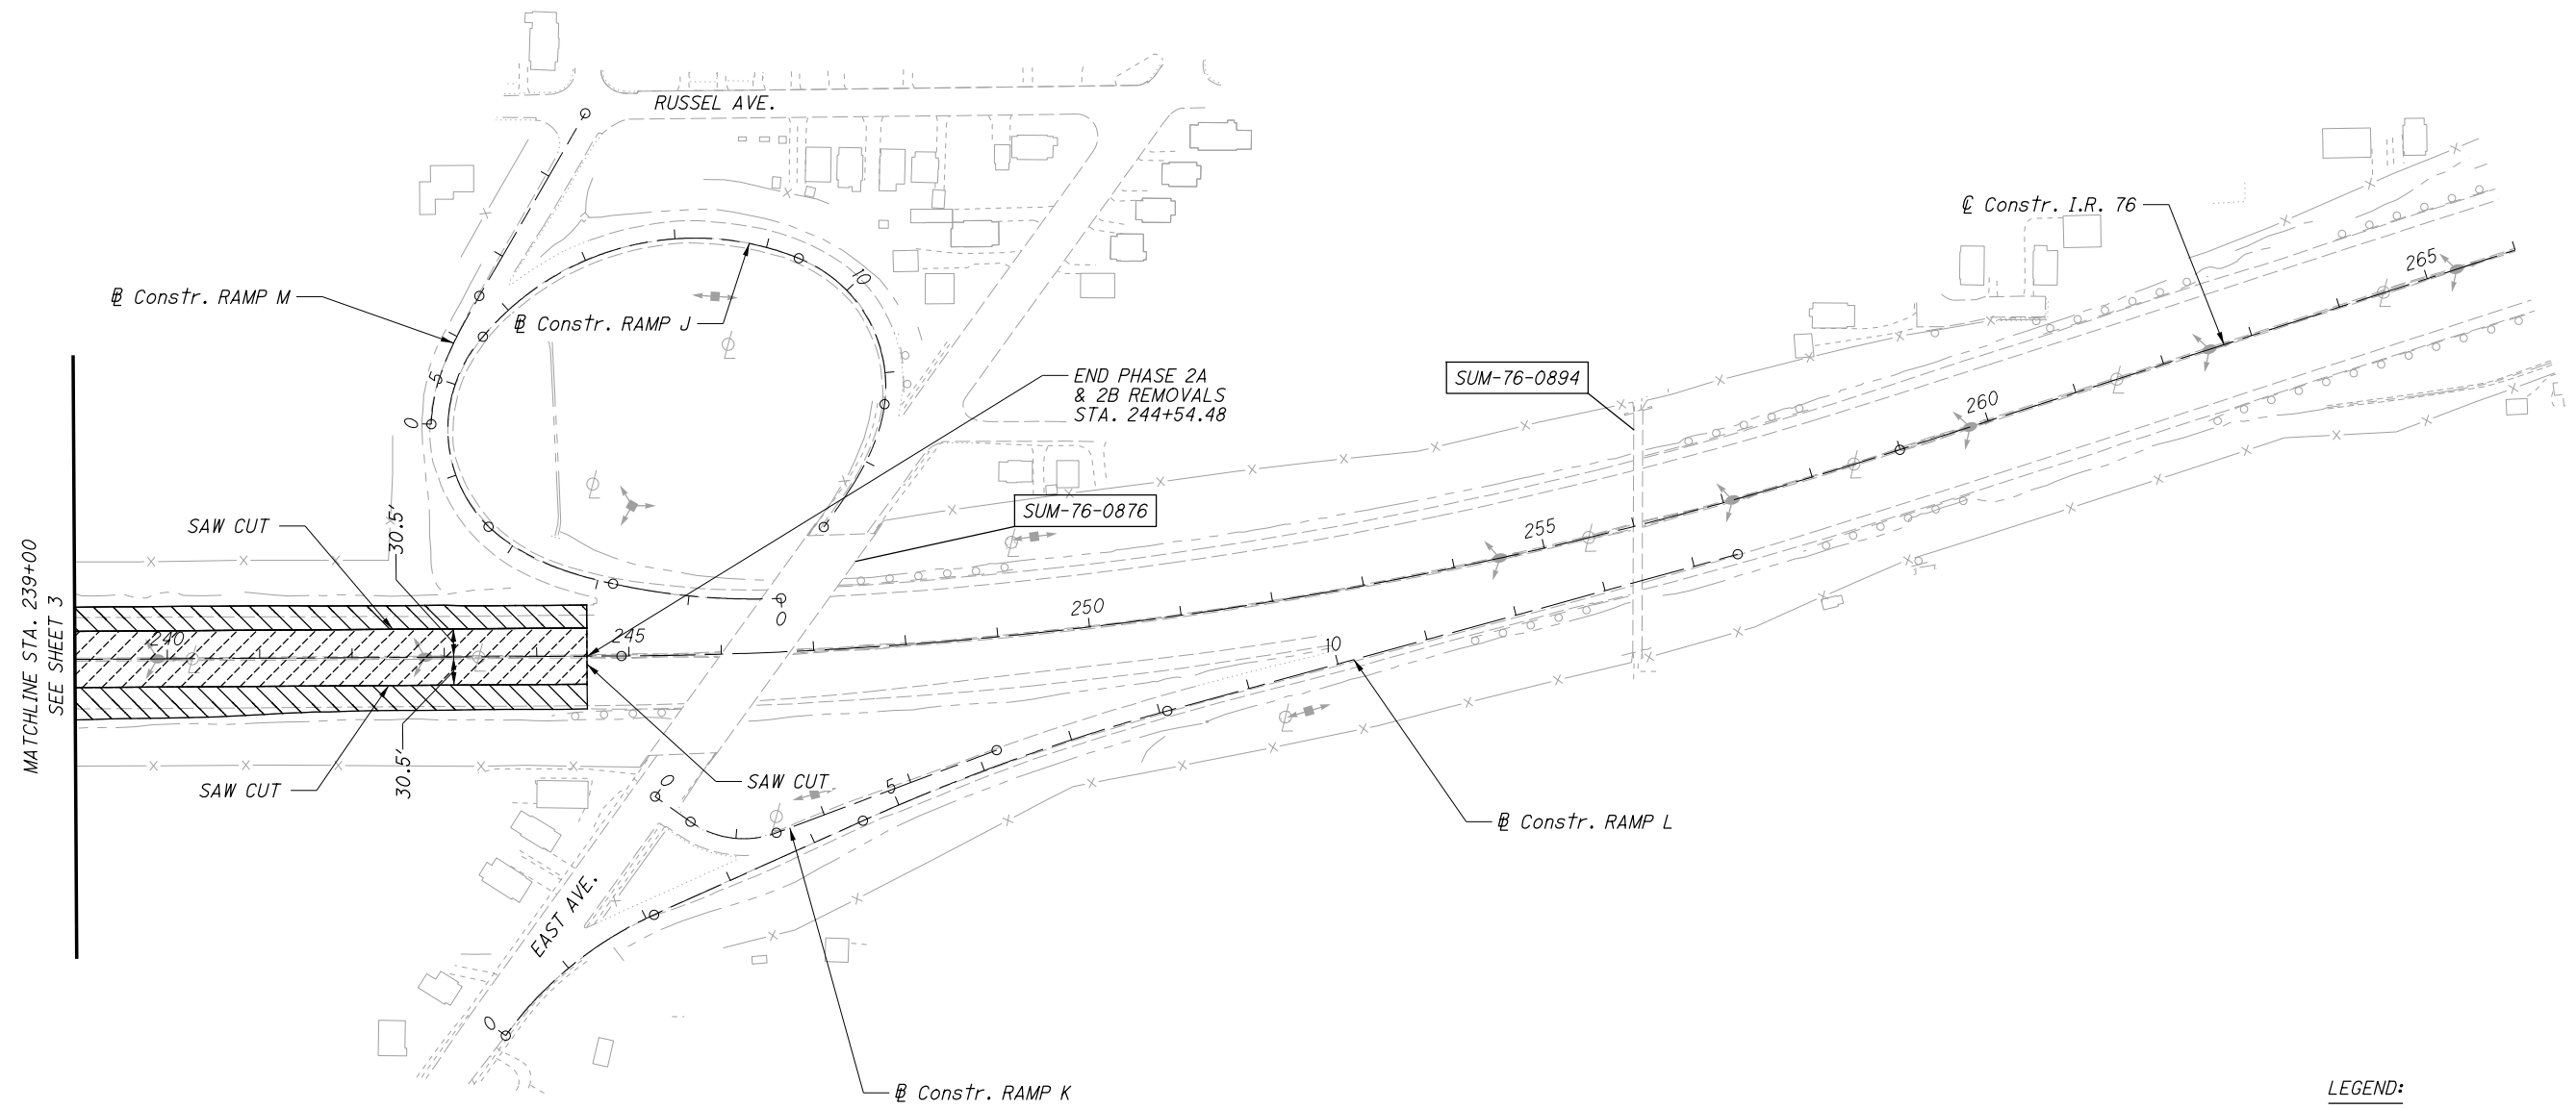 RUSSEL AVE.
℄ Constr. I.R. 76
265
10
B̵L Constr. RAMP M
B̵L Constr. RAMP J
5
END PHASE 2A
& 2B REMOVALS
STA. 244+54.48
SUM-76-0894
260
0
SUM-76-0876
SAW CUT
30.5'
255
MATCHLINE STA. 239+00
SEE SHEET 3
0
250
240
245
10
30.5'
SAW CUT
SAW CUT
0
5
B̵L Constr. RAMP L
EAST AVE.
0
B̵L Constr. RAMP K
LEGEND: